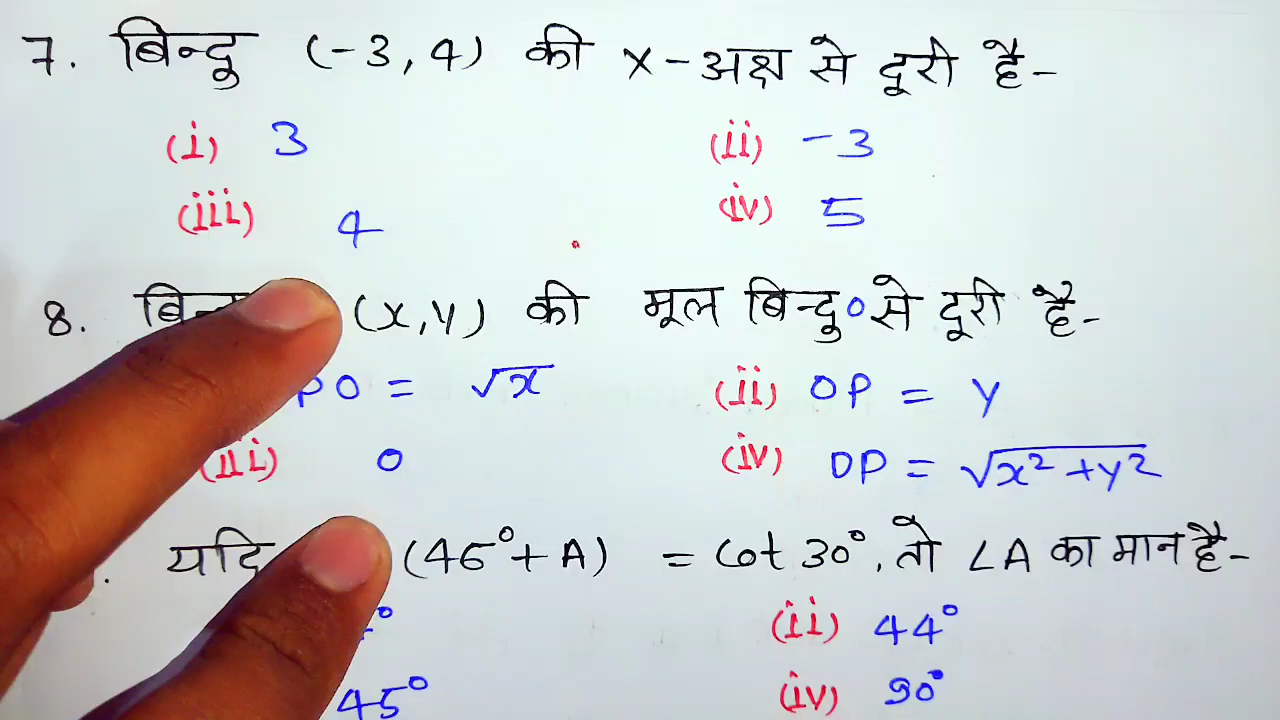 7. बिन्दु (-3,4) की x-अक्ष से दूरी है-
(i) 3 (ii) -3
(iii) 4 (iv) 5
8. (x,y) की मूल बिन्दु O से दूरी है-
PO = √x (ii) OP = y
(iii) 0 (iv) OP = √x²+y²
. यदि (45°+A) = Cot 30°, तो ∠A का मान है-
(ii) 44°
45° (iv) 90°